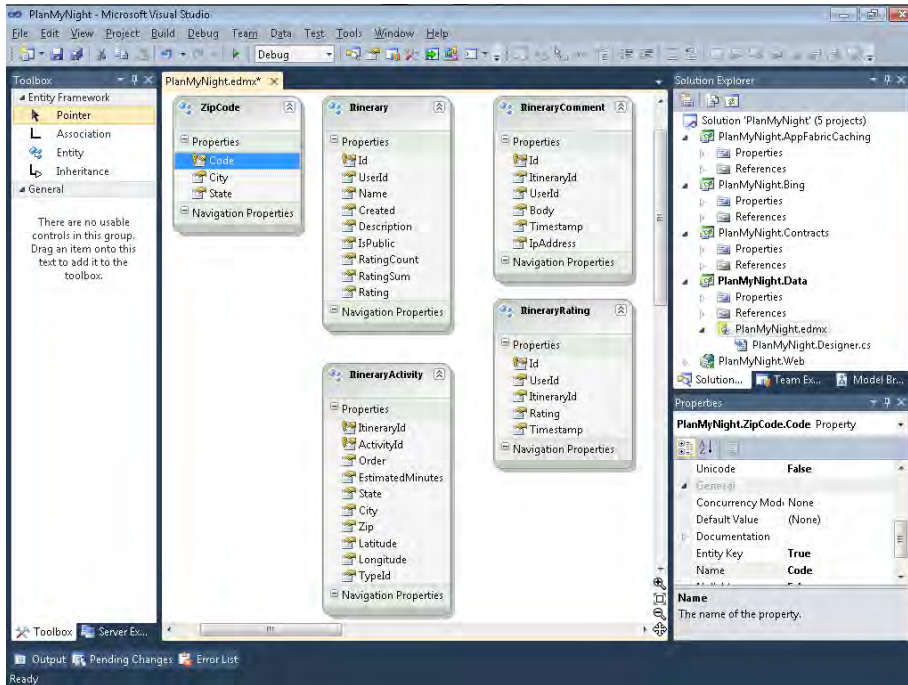 PlanMyNight - Microsoft Visual Studio
File Edit View Project Build Debug Team Data Test Tools Window Help
Debug
Toolbox
Entity Framework
Pointer
Association
Entity
Inheritance
General
There are no usable
controls in this group.
Drag an item onto this
text to add it to the
toolbox.
Toolbox Server Ex...
PlanMyNight.edmx*
ZipCode
Properties
Code
City
State
Navigation Properties
Itinerary
Properties
Id
UserId
Name
Created
Description
IsPublic
RatingCount
RatingSum
Rating
Navigation Properties
ItineraryActivity
Properties
ItineraryId
ActivityId
Order
EstimatedMinutes
State
City
Zip
Latitude
Longitude
TypeId
Navigation Properties
ItineraryComment
Properties
Id
ItineraryId
UserId
Body
Timestamp
IpAddress
Navigation Properties
ItineraryRating
Properties
Id
UserId
ItineraryId
Rating
Timestamp
Navigation Properties
Solution Explorer
Solution 'PlanMyNight' (5 projects)
PlanMyNight.AppFabricCaching
Properties
References
PlanMyNight.Bing
Properties
References
PlanMyNight.Contracts
Properties
References
PlanMyNight.Data
Properties
References
PlanMyNight.edmx
PlanMyNight.Designer.cs
PlanMyNight.Web
Solution... Team Ex... Model Br...
Properties
PlanMyNight.ZipCode.Code Property
Unicode False
General
Concurrency Mod None
Default Value (None)
Documentation
Entity Key True
Name Code
Name
The name of the property.
Output Pending Changes Error List
Ready